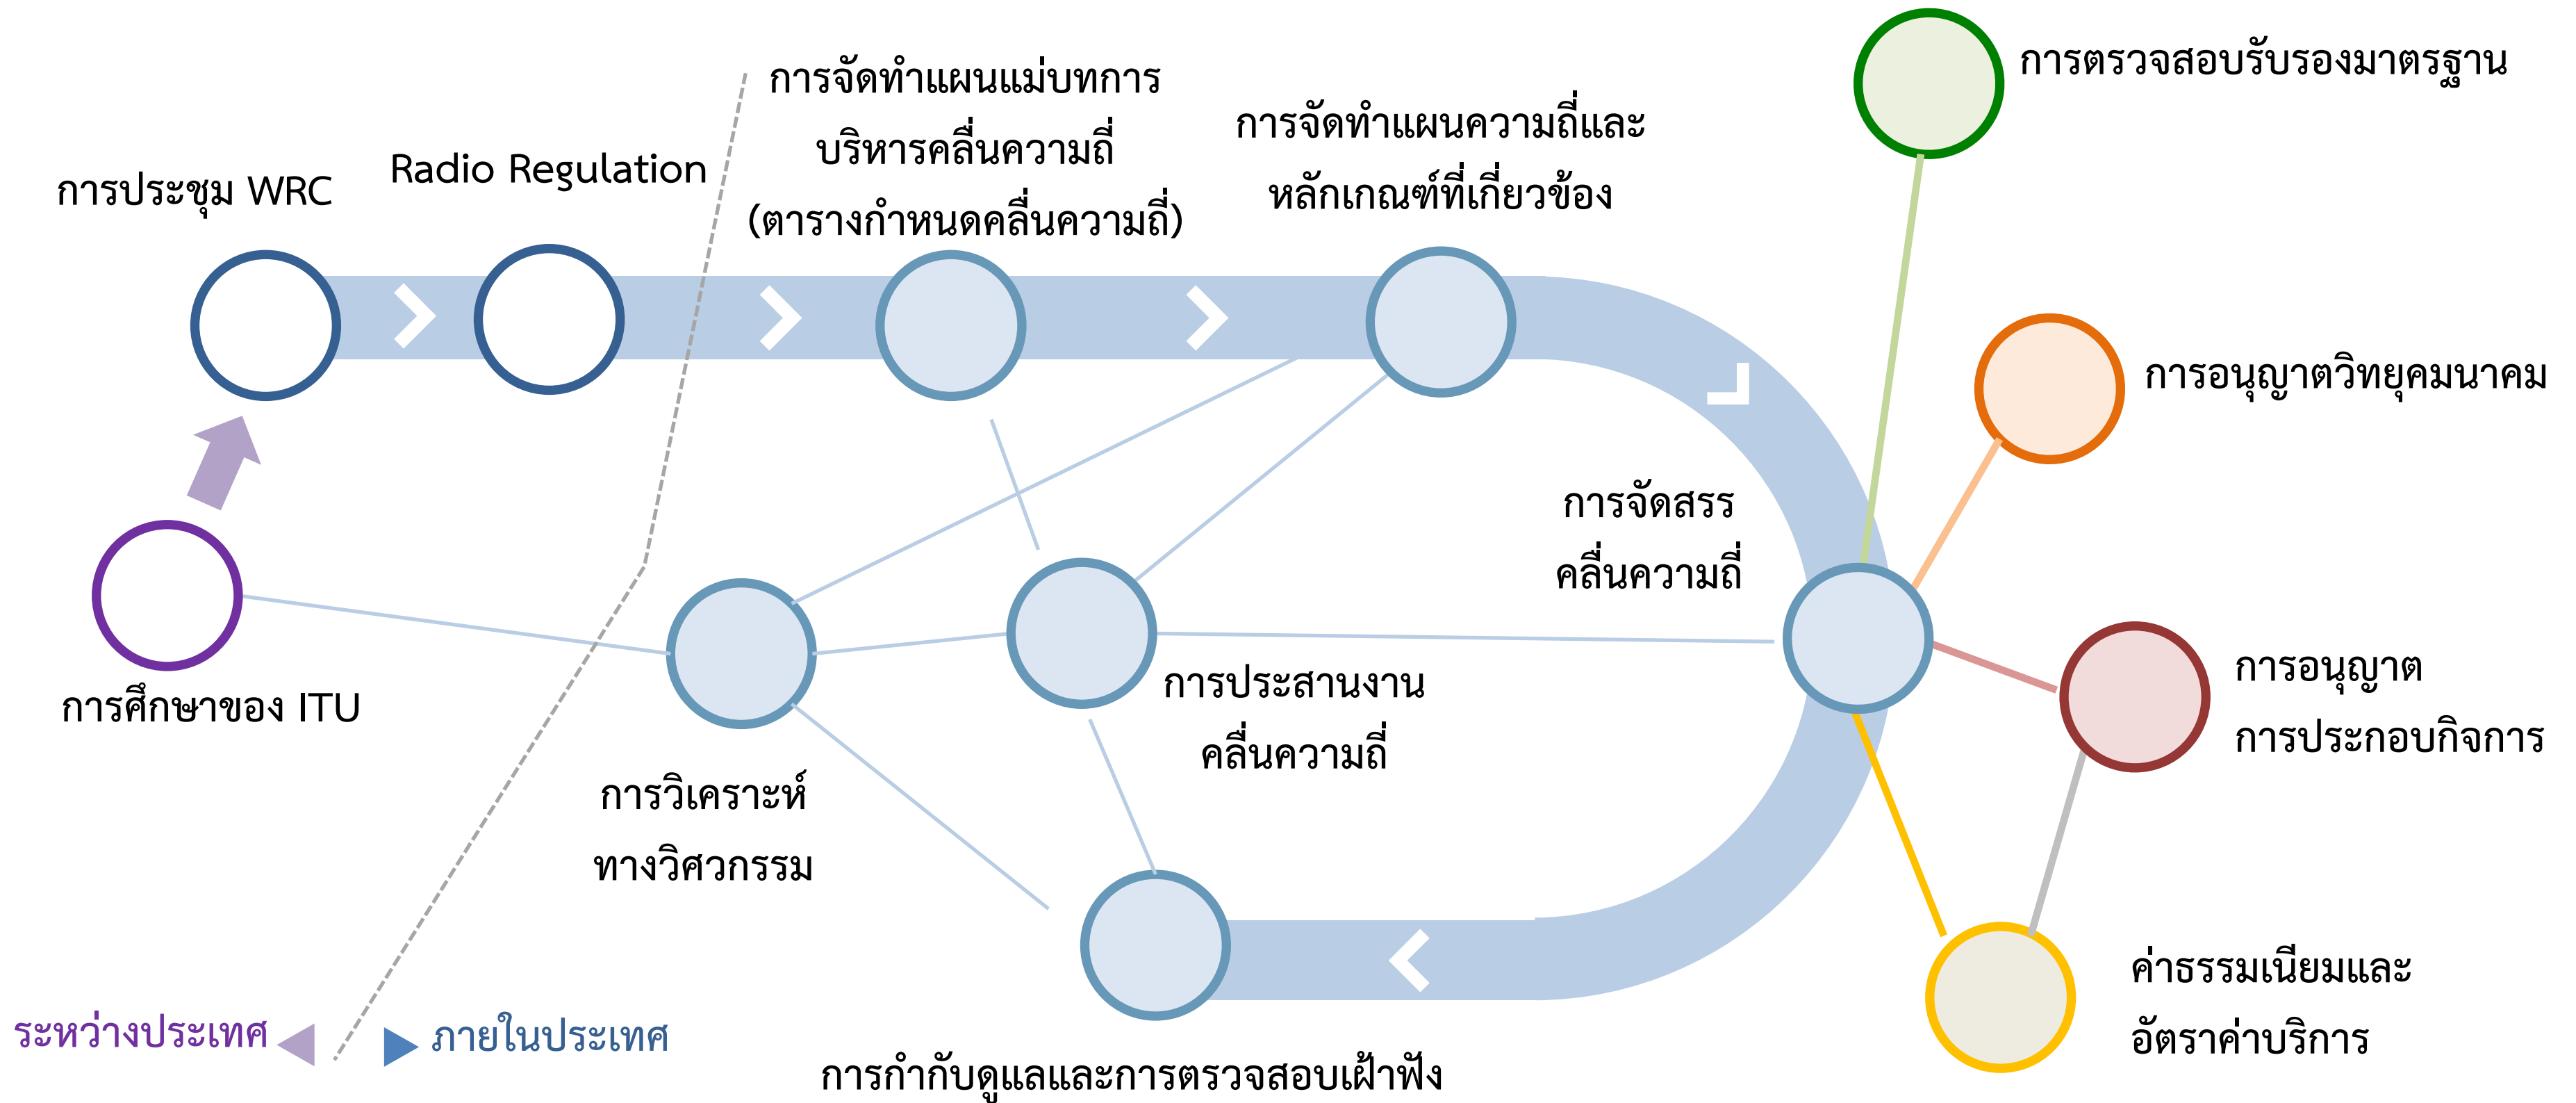 การประชุม WRC
Radio Regulation
การจัดทำแผนแม่บทการ
บริหารคลื่นความถี่
(ตารางกำหนดคลื่นความถี่)
การจัดทำแผนความถี่และ
หลักเกณฑ์ที่เกี่ยวข้อง
การตรวจสอบรับรองมาตรฐาน
การอนุญาตวิทยุคมนาคม
การจัดสรร
คลื่นความถี่
การอนุญาต
การประกอบกิจการ
การศึกษาของ ITU
การประสานงาน
คลื่นความถี่
การวิเคราะห์
ทางวิศวกรรม
ค่าธรรมเนียมและ
อัตราค่าบริการ
ระหว่างประเทศ
ภายในประเทศ
การกำกับดูแลและการตรวจสอบเฝ้าฟัง